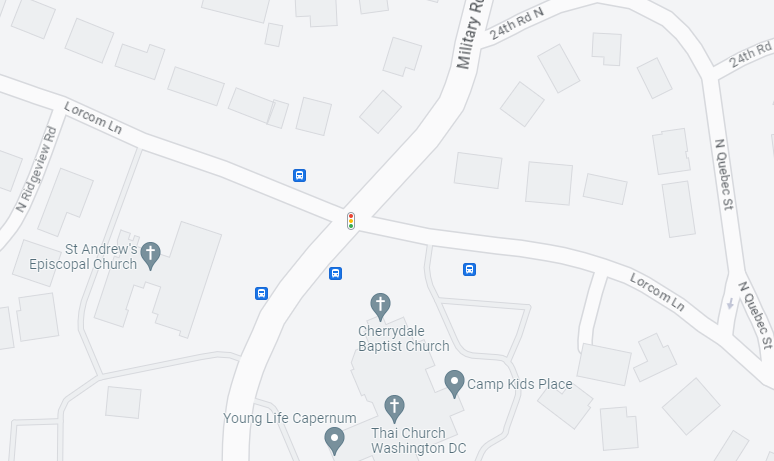 Military Rd
24th Rd N
24th Rd
Lorcom Ln
N Ridgeview Rd
N Quebec St
St Andrew's
Episcopal Church
Lorcom Ln
N Quebec St
Cherrydale
Baptist Church
Camp Kids Place
Young Life Capernum
Thai Church
Washington DC